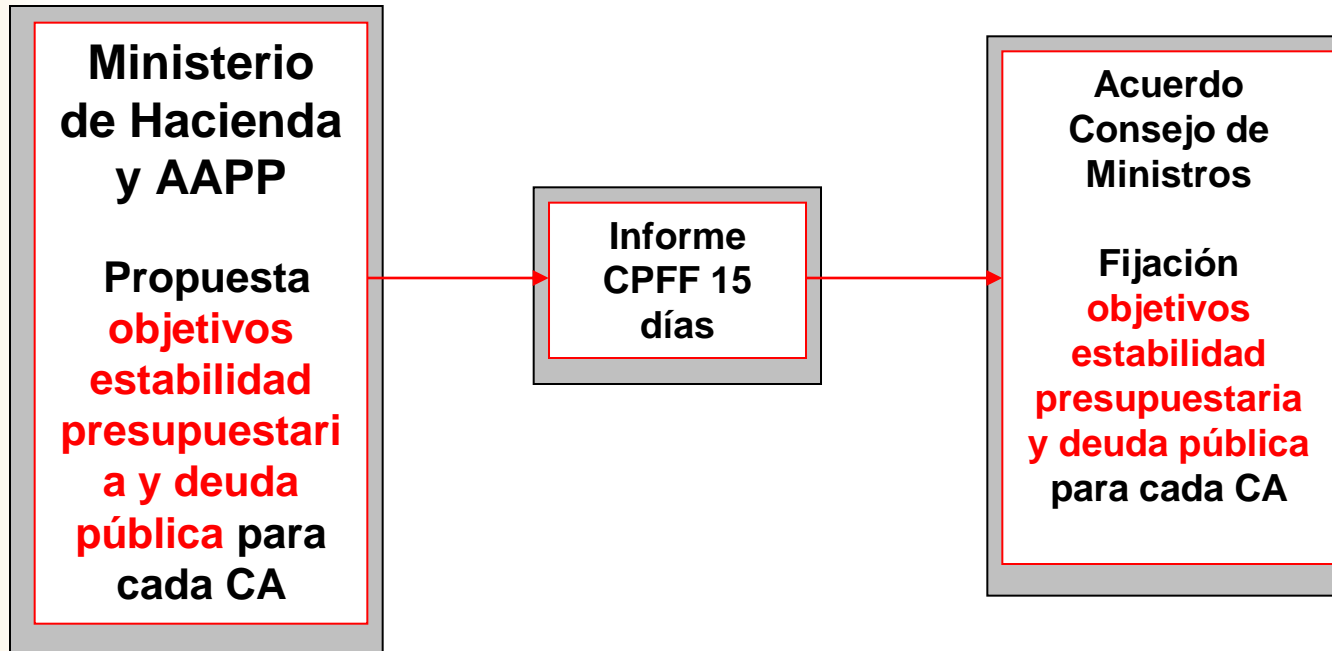 Ministerio
de Hacienda
y AAPP
Propuesta
objetivos
estabilidad
presupuestari
a y deuda
pública para
cada CA
Informe
CPFF 15
días
Acuerdo
Consejo de
Ministros
Fijación
objetivos
estabilidad
presupuestaria
y deuda pública
para cada CA